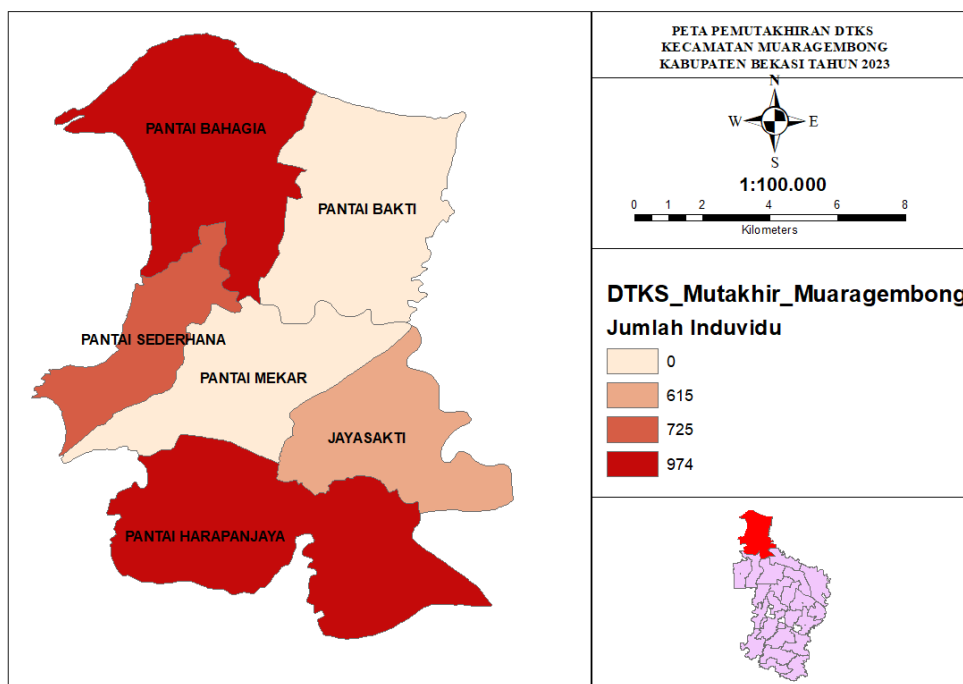 PETA PEMUTAKHIRAN DTKS
KECAMATAN MUARAGEMBONG
KABUPATEN BEKASI TAHUN 2023
N
W E
S
1:100.000
0 1 2 4 6 8
Kilometers
DTKS_Mutakhir_Muaragembong
Jumlah Induvidu
0
615
725
974
PANTAI BAHAGIA
PANTAI BAKTI
PANTAI SEDERHANA
PANTAI MEKAR
JAYASAKTI
PANTAI HARAPANJAYA